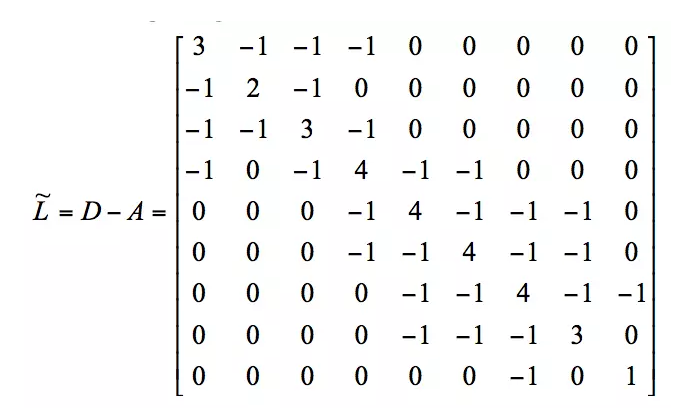 3 −1 −1 −1 0 0 0 0 0
−1 2 −1 0 0 0 0 0 0
−1 −1 3 −1 0 0 0 0 0
−1 0 −1 4 −1 −1 0 0 0
L̃ = D − A = 0 0 0 −1 4 −1 −1 −1 0
0 0 0 −1 −1 4 −1 −1 0
0 0 0 0 −1 −1 4 −1 −1
0 0 0 0 −1 −1 −1 3 0
0 0 0 0 0 0 −1 0 1